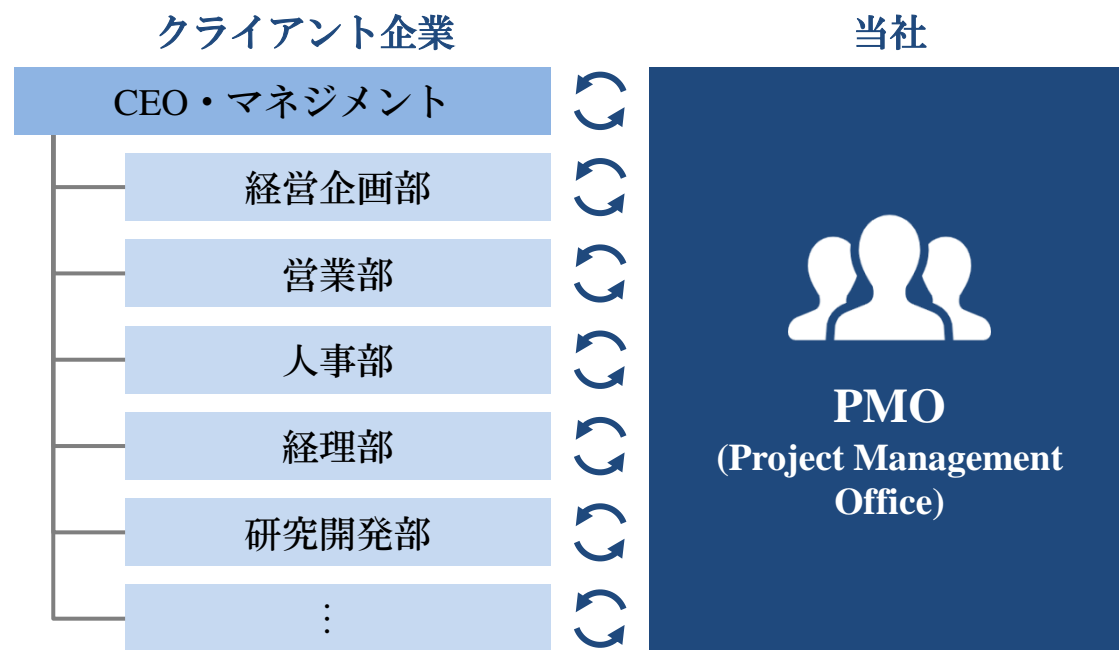 クライアント企業
当社
CEO・マネジメント
経営企画部
営業部
人事部
経理部
研究開発部
⋮
PMO
(Project Management
Office)